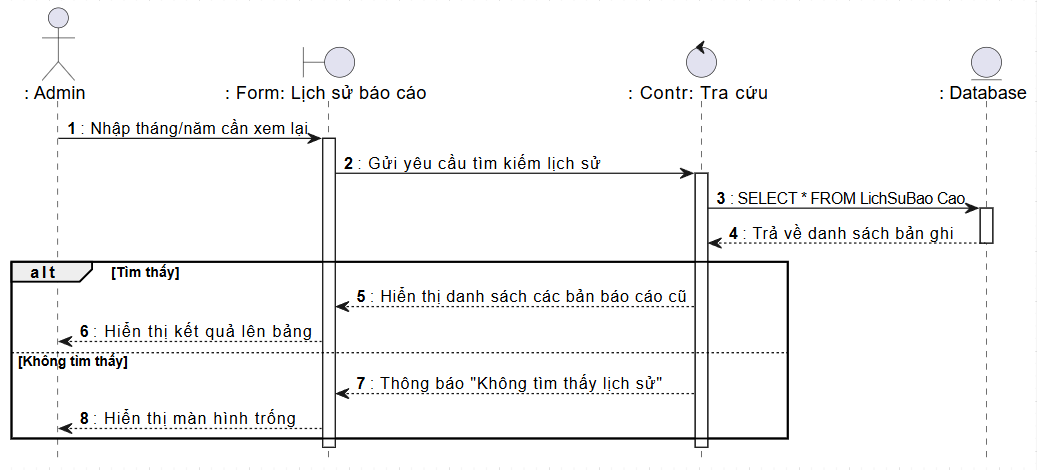 : Admin
: Form: Lịch sử báo cáo
: Contr: Tra cứu
: Database
1 : Nhập tháng/năm cần xem lại
2 : Gửi yêu cầu tìm kiếm lịch sử
3 : SELECT * FROM LichSuBao Cao
4 : Trả về danh sách bản ghi
alt [Tìm thấy]
5 : Hiển thị danh sách các bản báo cáo cũ
6 : Hiển thị kết quả lên bảng
[Không tìm thấy]
7 : Thông báo "Không tìm thấy lịch sử"
8 : Hiển thị màn hình trống